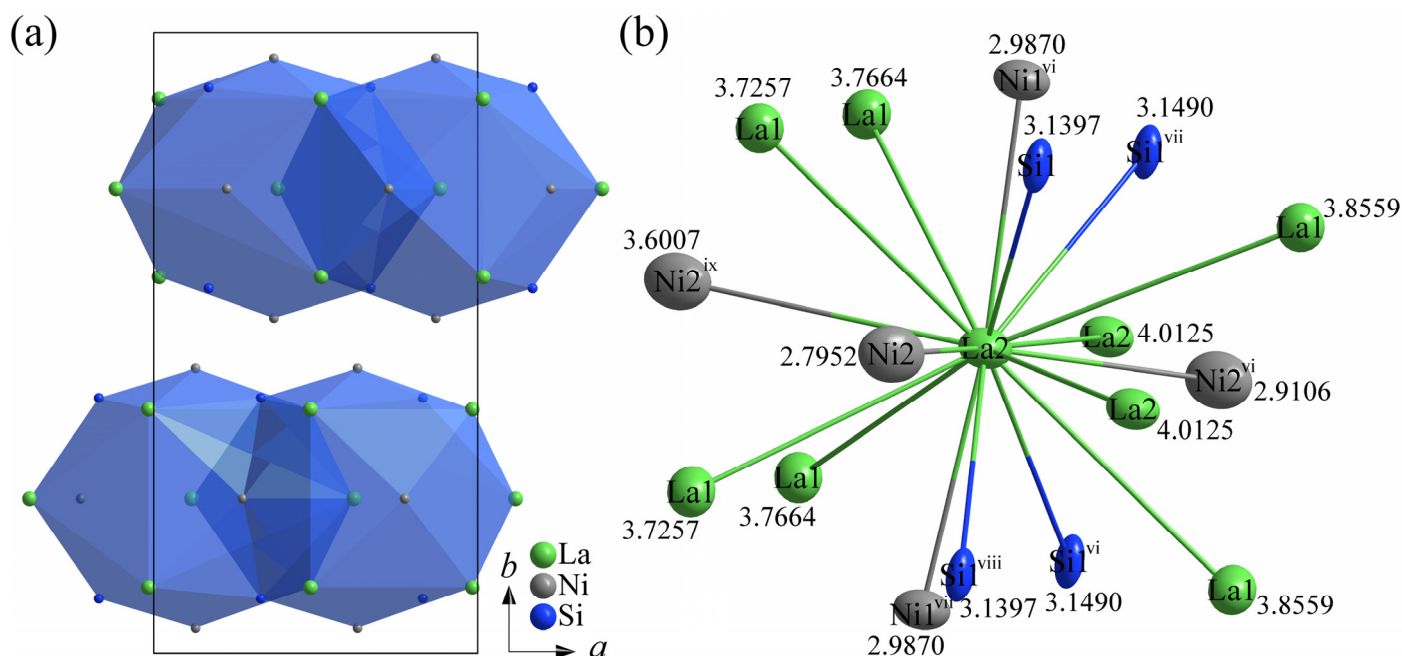 (a)
b
a
La
Ni
Si
(b)
2.9870
Ni1vi
3.7257
La1
3.7664
La1
3.1397
Si1
3.1490
Si1vii
La1
3.8559
3.6007
Ni2ix
2.7952
Ni2
La2
La2
4.0125
Ni2vi
2.9106
La2
4.0125
La1
3.7257
La1
3.7664
Ni1vii
2.9870
Si1viii
3.1397
Si1vi
3.1490
La1
3.8559